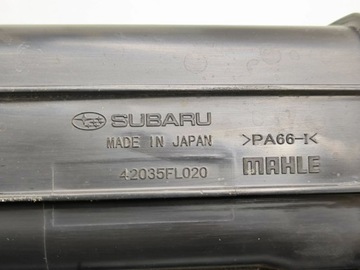 SUBARU
MADE IN JAPAN
42035FL020
>PA66-I<
MAHLE